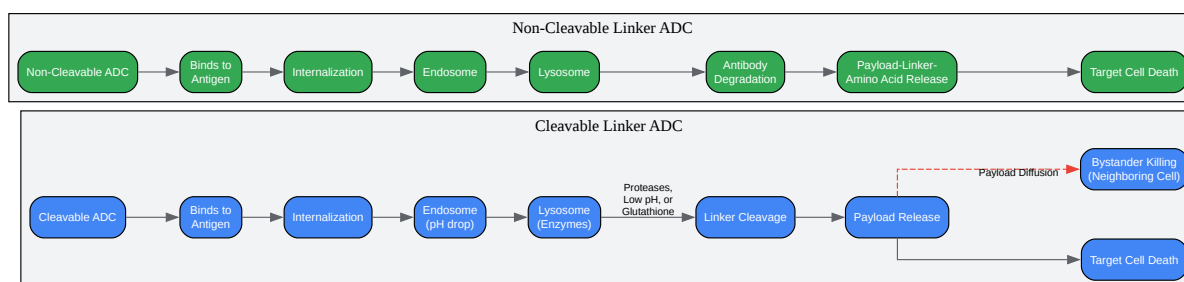 Non-Cleavable Linker ADC
Non-Cleavable ADC
Binds to
Antigen
Internalization
Endosome
Lysosome
Antibody
Degradation
Payload-Linker-
Amino Acid Release
Target Cell Death
Cleavable Linker ADC
Cleavable ADC
Binds to
Antigen
Internalization
Endosome
(pH drop)
Lysosome
(Enzymes)
Proteases,
Low pH, or
Glutathione
Linker Cleavage
Payload Release
Payload Diffusion
Bystander Killing
(Neighboring Cell)
Target Cell Death